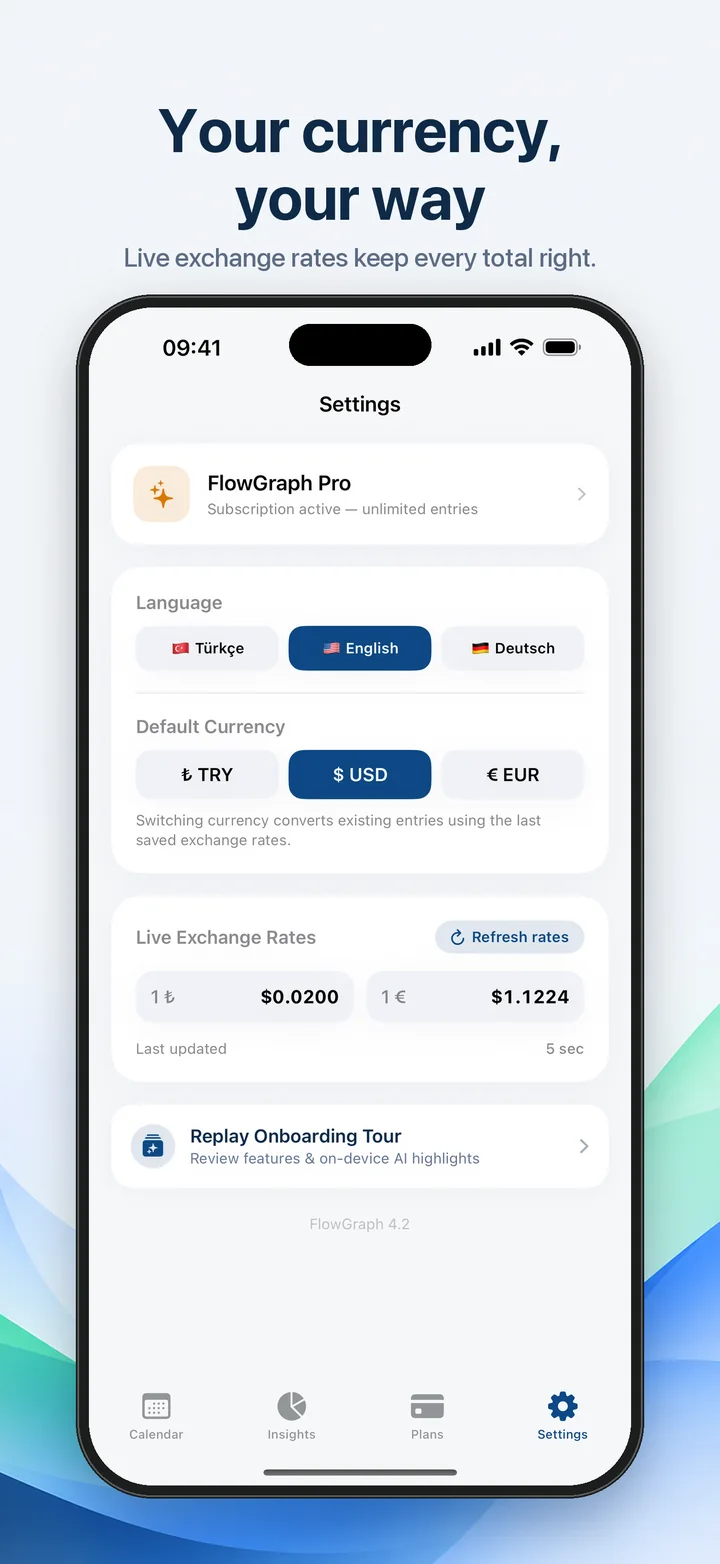 Your currency,
your way
Live exchange rates keep every total right.
09:41
Settings
FlowGraph Pro
Subscription active — unlimited entries
Language
Türkçe
English
Deutsch
Default Currency
₺ TRY
$ USD
€ EUR
Switching currency converts existing entries using the last
saved exchange rates.
Live Exchange Rates
Refresh rates
1 ₺
$0.0200
1 €
$1.1224
Last updated
5 sec
Replay Onboarding Tour
Review features & on-device AI highlights
FlowGraph 4.2
Calendar
Insights
Plans
Settings